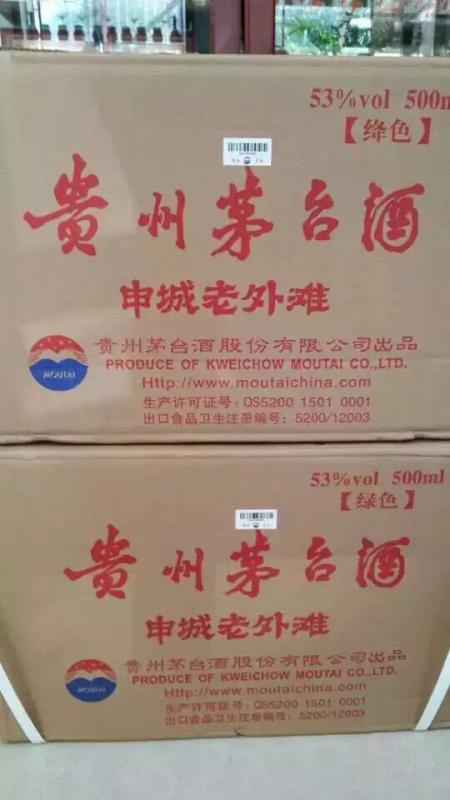 53%vol 500ml
【绛色】
贵州茅台酒
申城老外滩
MOUTAI
贵州茅台酒股份有限公司出品
PRODUCE OF KWEICHOW MOUTAI CO.,LTD.
Http://www.moutaichina.com
生产许可证号：QS5200 1501 0001
出口食品卫生注册编号：5200/12003
53%vol 500ml
【绿色】
贵州茅台酒
申城老外滩
MOUTAI
贵州茅台酒股份有限公司出品
PRODUCE OF KWEICHOW MOUTAI CO.,LTD.
Http://www.moutaichina.com
生产许可证号：QS5200 1501 0001
出口食品卫生注册编号：5200/12003